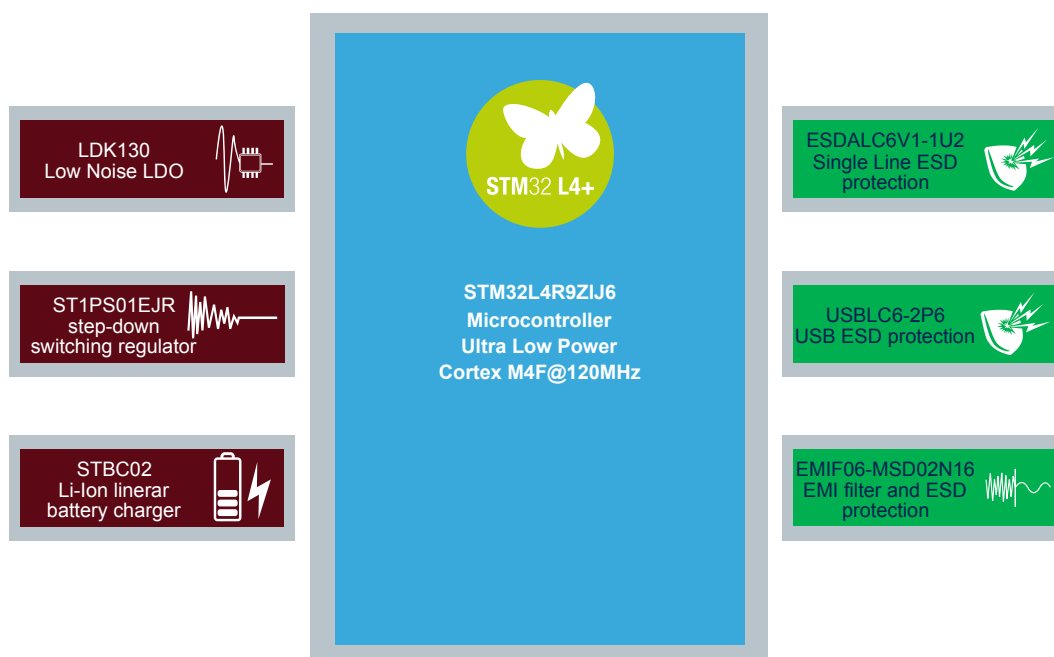 LDK130
Low Noise LDO
ST1PS01EJR
step-down
switching regulator
STBC02
Li-Ion linerar
battery charger
STM32 L4+
STM32L4R9ZIJ6
Microcontroller
Ultra Low Power
Cortex M4F@120MHz
ESDALC6V1-1U2
Single Line ESD
protection
USBLC6-2P6
USB ESD protection
EMIF06-MSD02N16
EMI filter and ESD
protection